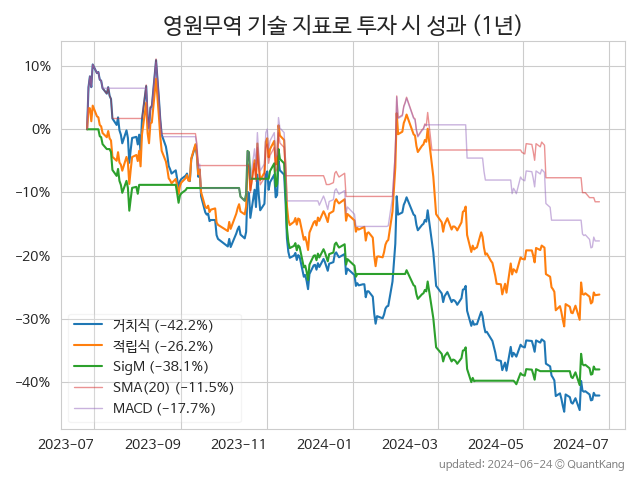 영원무역 기술 지표로 투자 시 성과 (1년)
10%
0%
−10%
−20%
−30%
−40%
거치식 (−42.2%)
적립식 (−26.2%)
SigM (−38.1%)
SMA(20) (−11.5%)
MACD (−17.7%)
2023-07 2023-09 2023-11 2024-01 2024-03 2024-05 2024-07
updated: 2024-06-24 © QuantKang